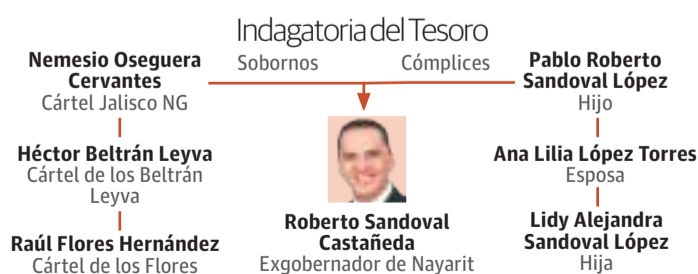 Indagatoria del Tesoro
Sobornos
Cómplices
Nemesio Oseguera
Cervantes
Cártel Jalisco NG
Héctor Beltrán Leyva
Cártel de los Beltrán
Leyva
Raúl Flores Hernández
Cártel de los Flores
Roberto Sandoval
Castañeda
Exgobernador de Nayarit
Pablo Roberto
Sandoval López
Hijo
Ana Lilia López Torres
Esposa
Lidy Alejandra
Sandoval López
Hija